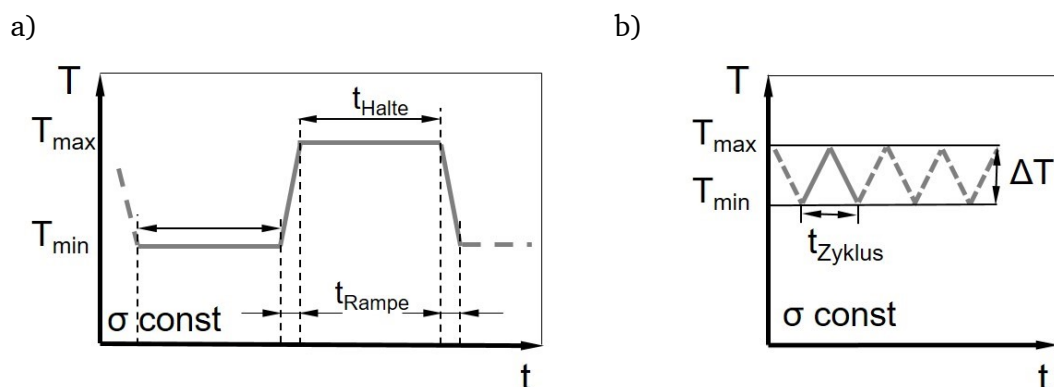 a)
T
T_max
T_min
t_Halte
t_Rampe
σ const
t
b)
T
T_max
T_min
ΔT
t_Zyklus
σ const
t